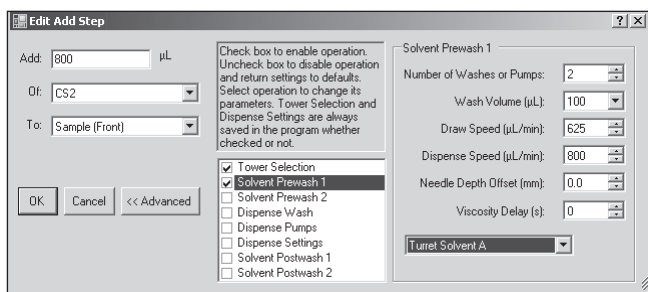 Edit Add Step
Add: 800 µL
Of: CS2
To: Sample (Front)
OK
Cancel
<< Advanced
Check box to enable operation.
Uncheck box to disable operation
and return settings to defaults.
Select operation to change its
parameters. Tower Selection and
Dispense Settings are always
saved in the program whether
checked or not.
Tower Selection
Solvent Prewash 1
Solvent Prewash 2
Dispense Wash
Dispense Pumps
Dispense Settings
Solvent Postwash 1
Solvent Postwash 2
Solvent Prewash 1
Number of Washes or Pumps: 2
Wash Volume (µL): 100
Draw Speed (µL/min): 625
Dispense Speed (µL/min): 800
Needle Depth Offset (mm): 0.0
Viscosity Delay (s): 0
Turret Solvent A